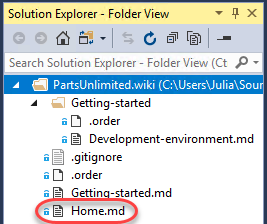 Solution Explorer - Folder View
Search Solution Explorer - Folder View (Ct
PartsUnlimited.wiki (C:\Users\Julia\Sour
Getting-started
.order
Development-environment.md
.gitignore
.order
Getting-started.md
Home.md